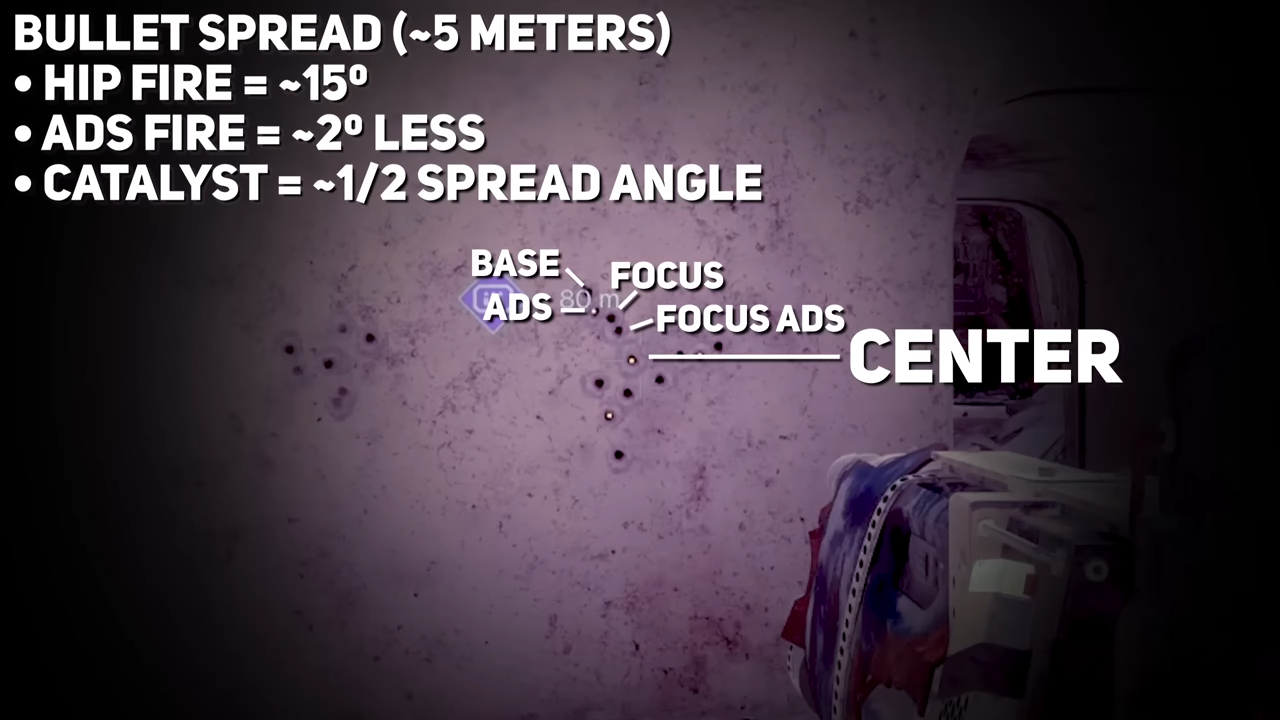 BULLET SPREAD (~5 METERS)
• HIP FIRE = ~15º
• ADS FIRE = ~2º LESS
• CATALYST = ~1/2 SPREAD ANGLE
BASE
FOCUS
80 m
ADS
FOCUS ADS
CENTER